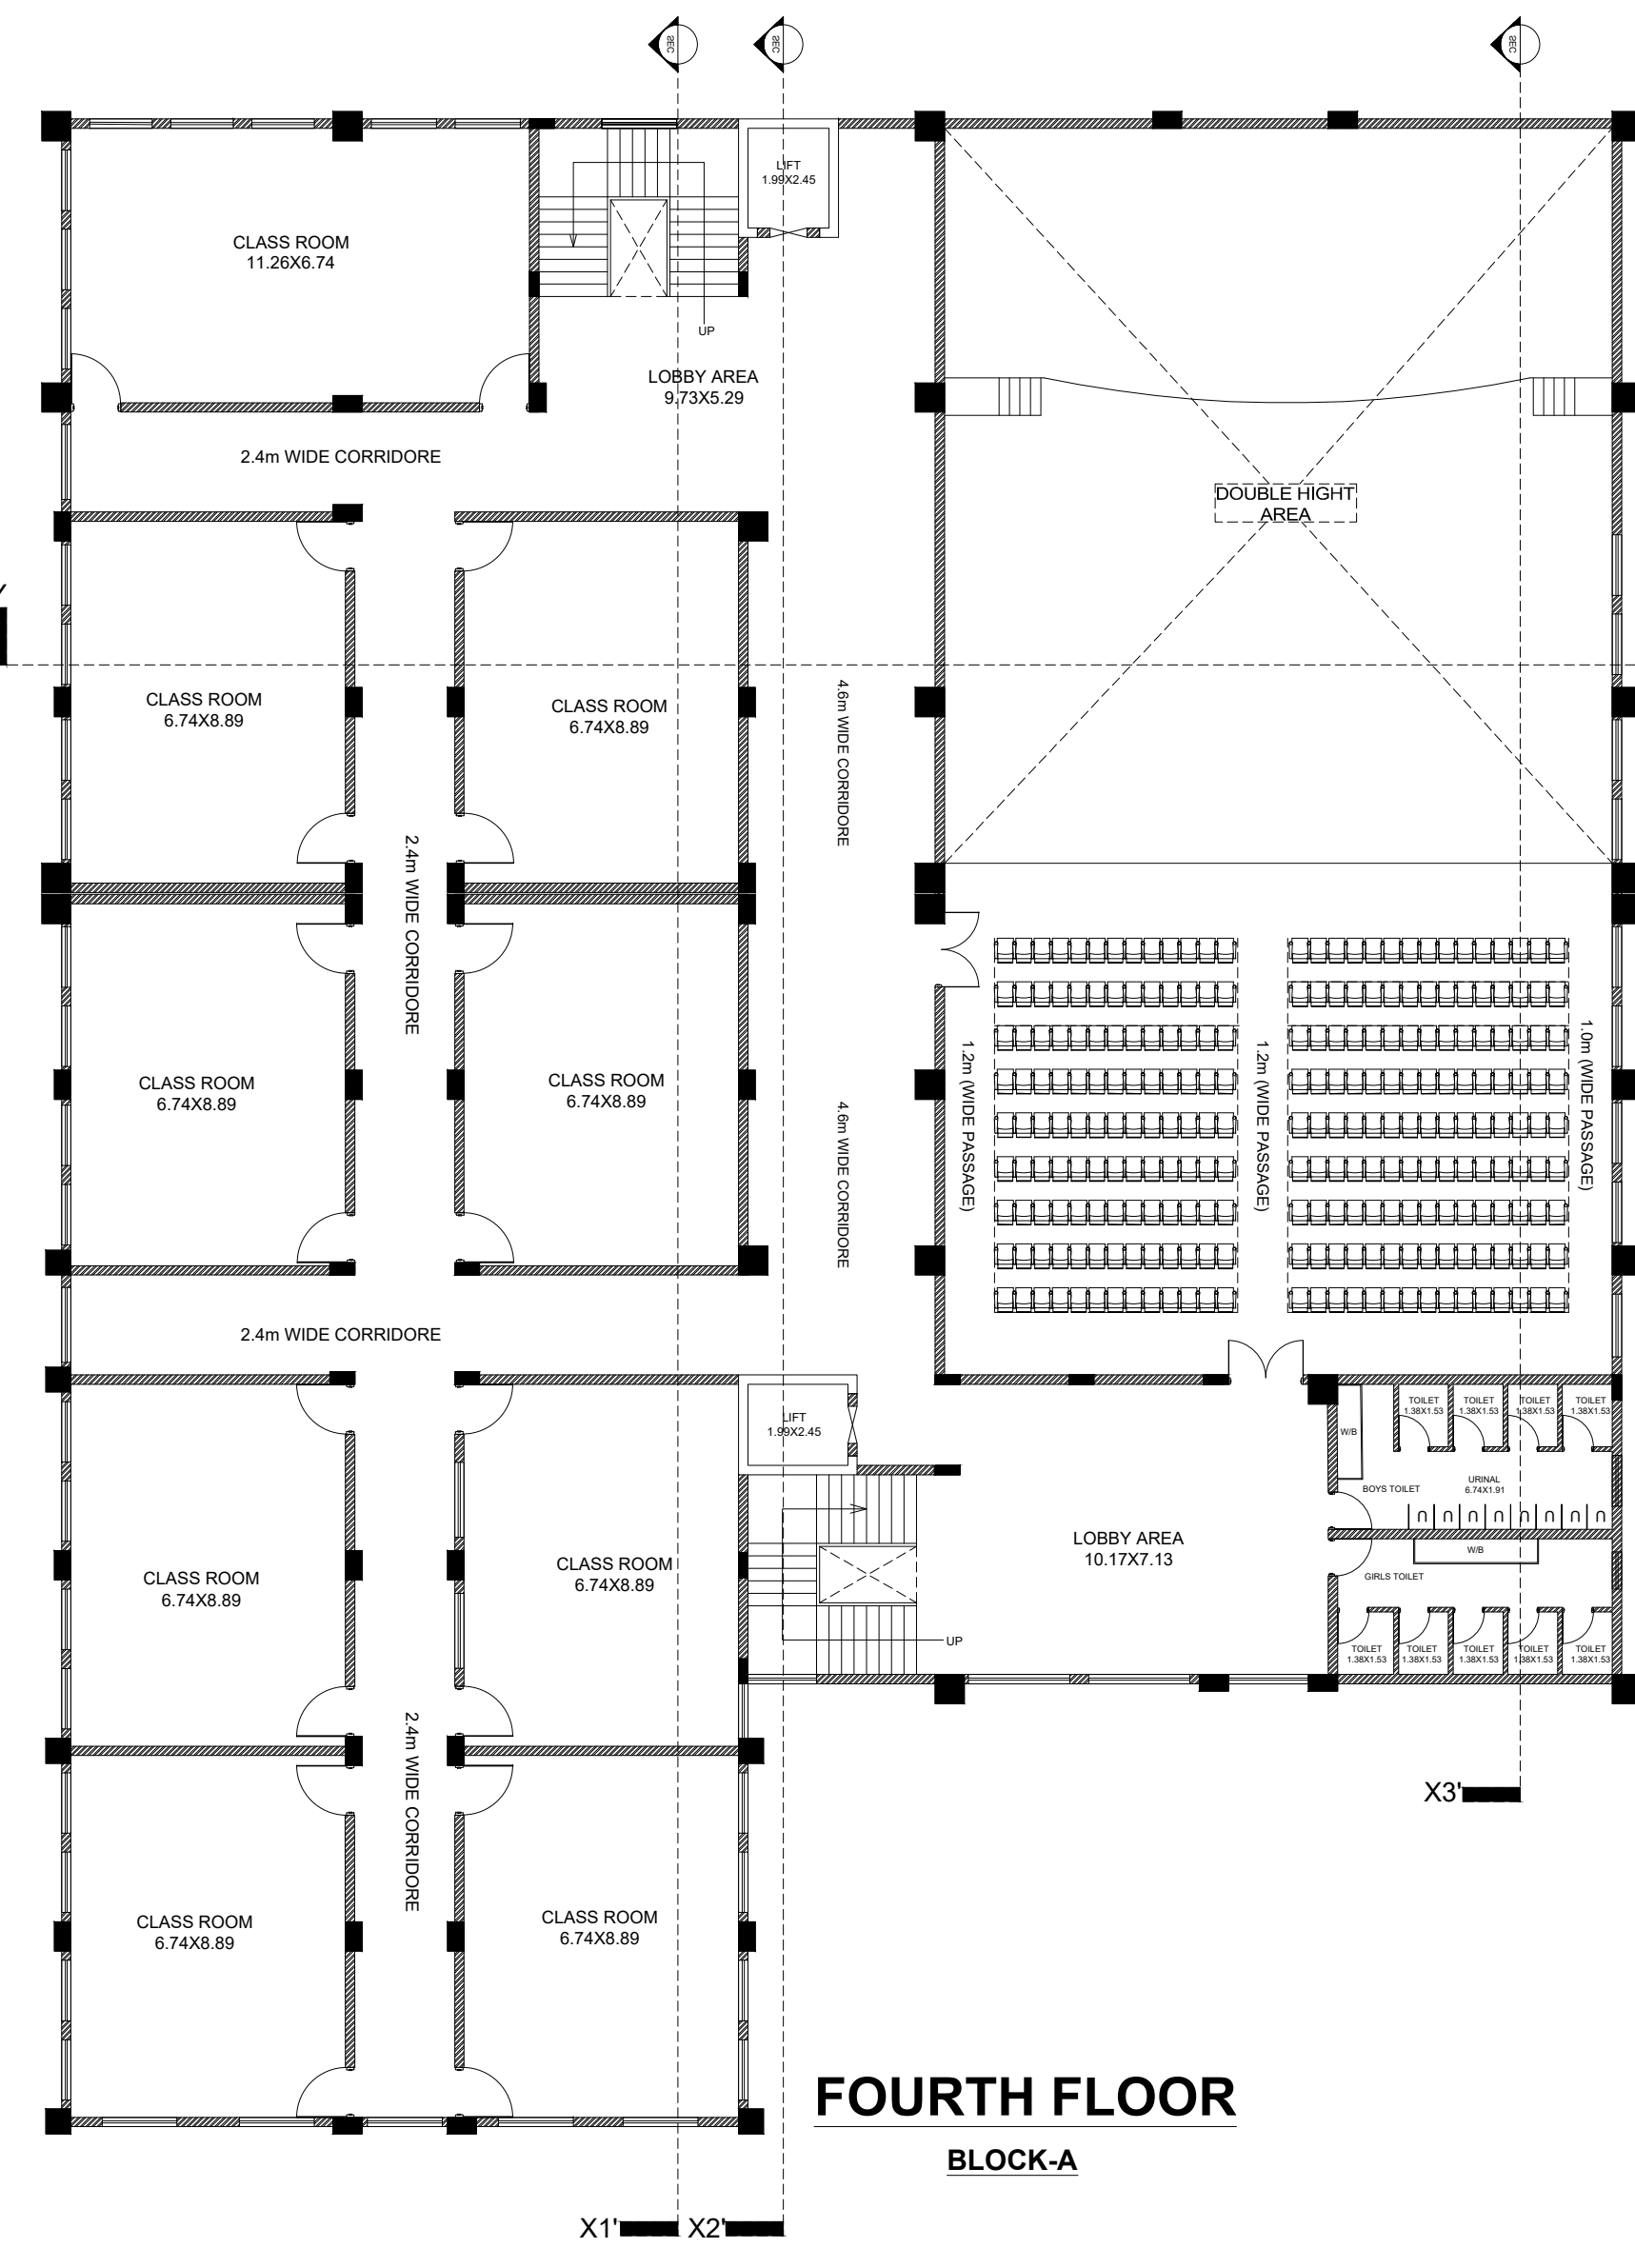 SEC
SEC
SEC
LIFT
1.99X2.45
CLASS ROOM
11.26X6.74
UP
LOBBY AREA
9.73X5.29
2.4m WIDE CORRIDORE
DOUBLE HIGHT
AREA
CLASS ROOM
6.74X8.89
CLASS ROOM
6.74X8.89
4.6m WIDE CORRIDORE
2.4m WIDE CORRIDORE
CLASS ROOM
6.74X8.89
CLASS ROOM
6.74X8.89
4.6m WIDE CORRIDORE
1.2m (WIDE PASSAGE)
1.2m (WIDE PASSAGE)
1.0m (WIDE PASSAGE)
2.4m WIDE CORRIDORE
LIFT
1.99X2.45
W/B
TOILET
1.38X1.53
TOILET
1.38X1.53
TOILET
1.38X1.53
TOILET
1.38X1.53
BOYS TOILET
URINAL
6.74X1.91
CLASS ROOM
6.74X8.89
CLASS ROOM
6.74X8.89
LOBBY AREA
10.17X7.13
W/B
GIRLS TOILET
UP
TOILET
1.38X1.53
TOILET
1.38X1.53
TOILET
1.38X1.53
TOILET
1.38X1.53
TOILET
1.38X1.53
2.4m WIDE CORRIDORE
X3'
CLASS ROOM
6.74X8.89
CLASS ROOM
6.74X8.89
FOURTH FLOOR
BLOCK-A
X1'
X2'